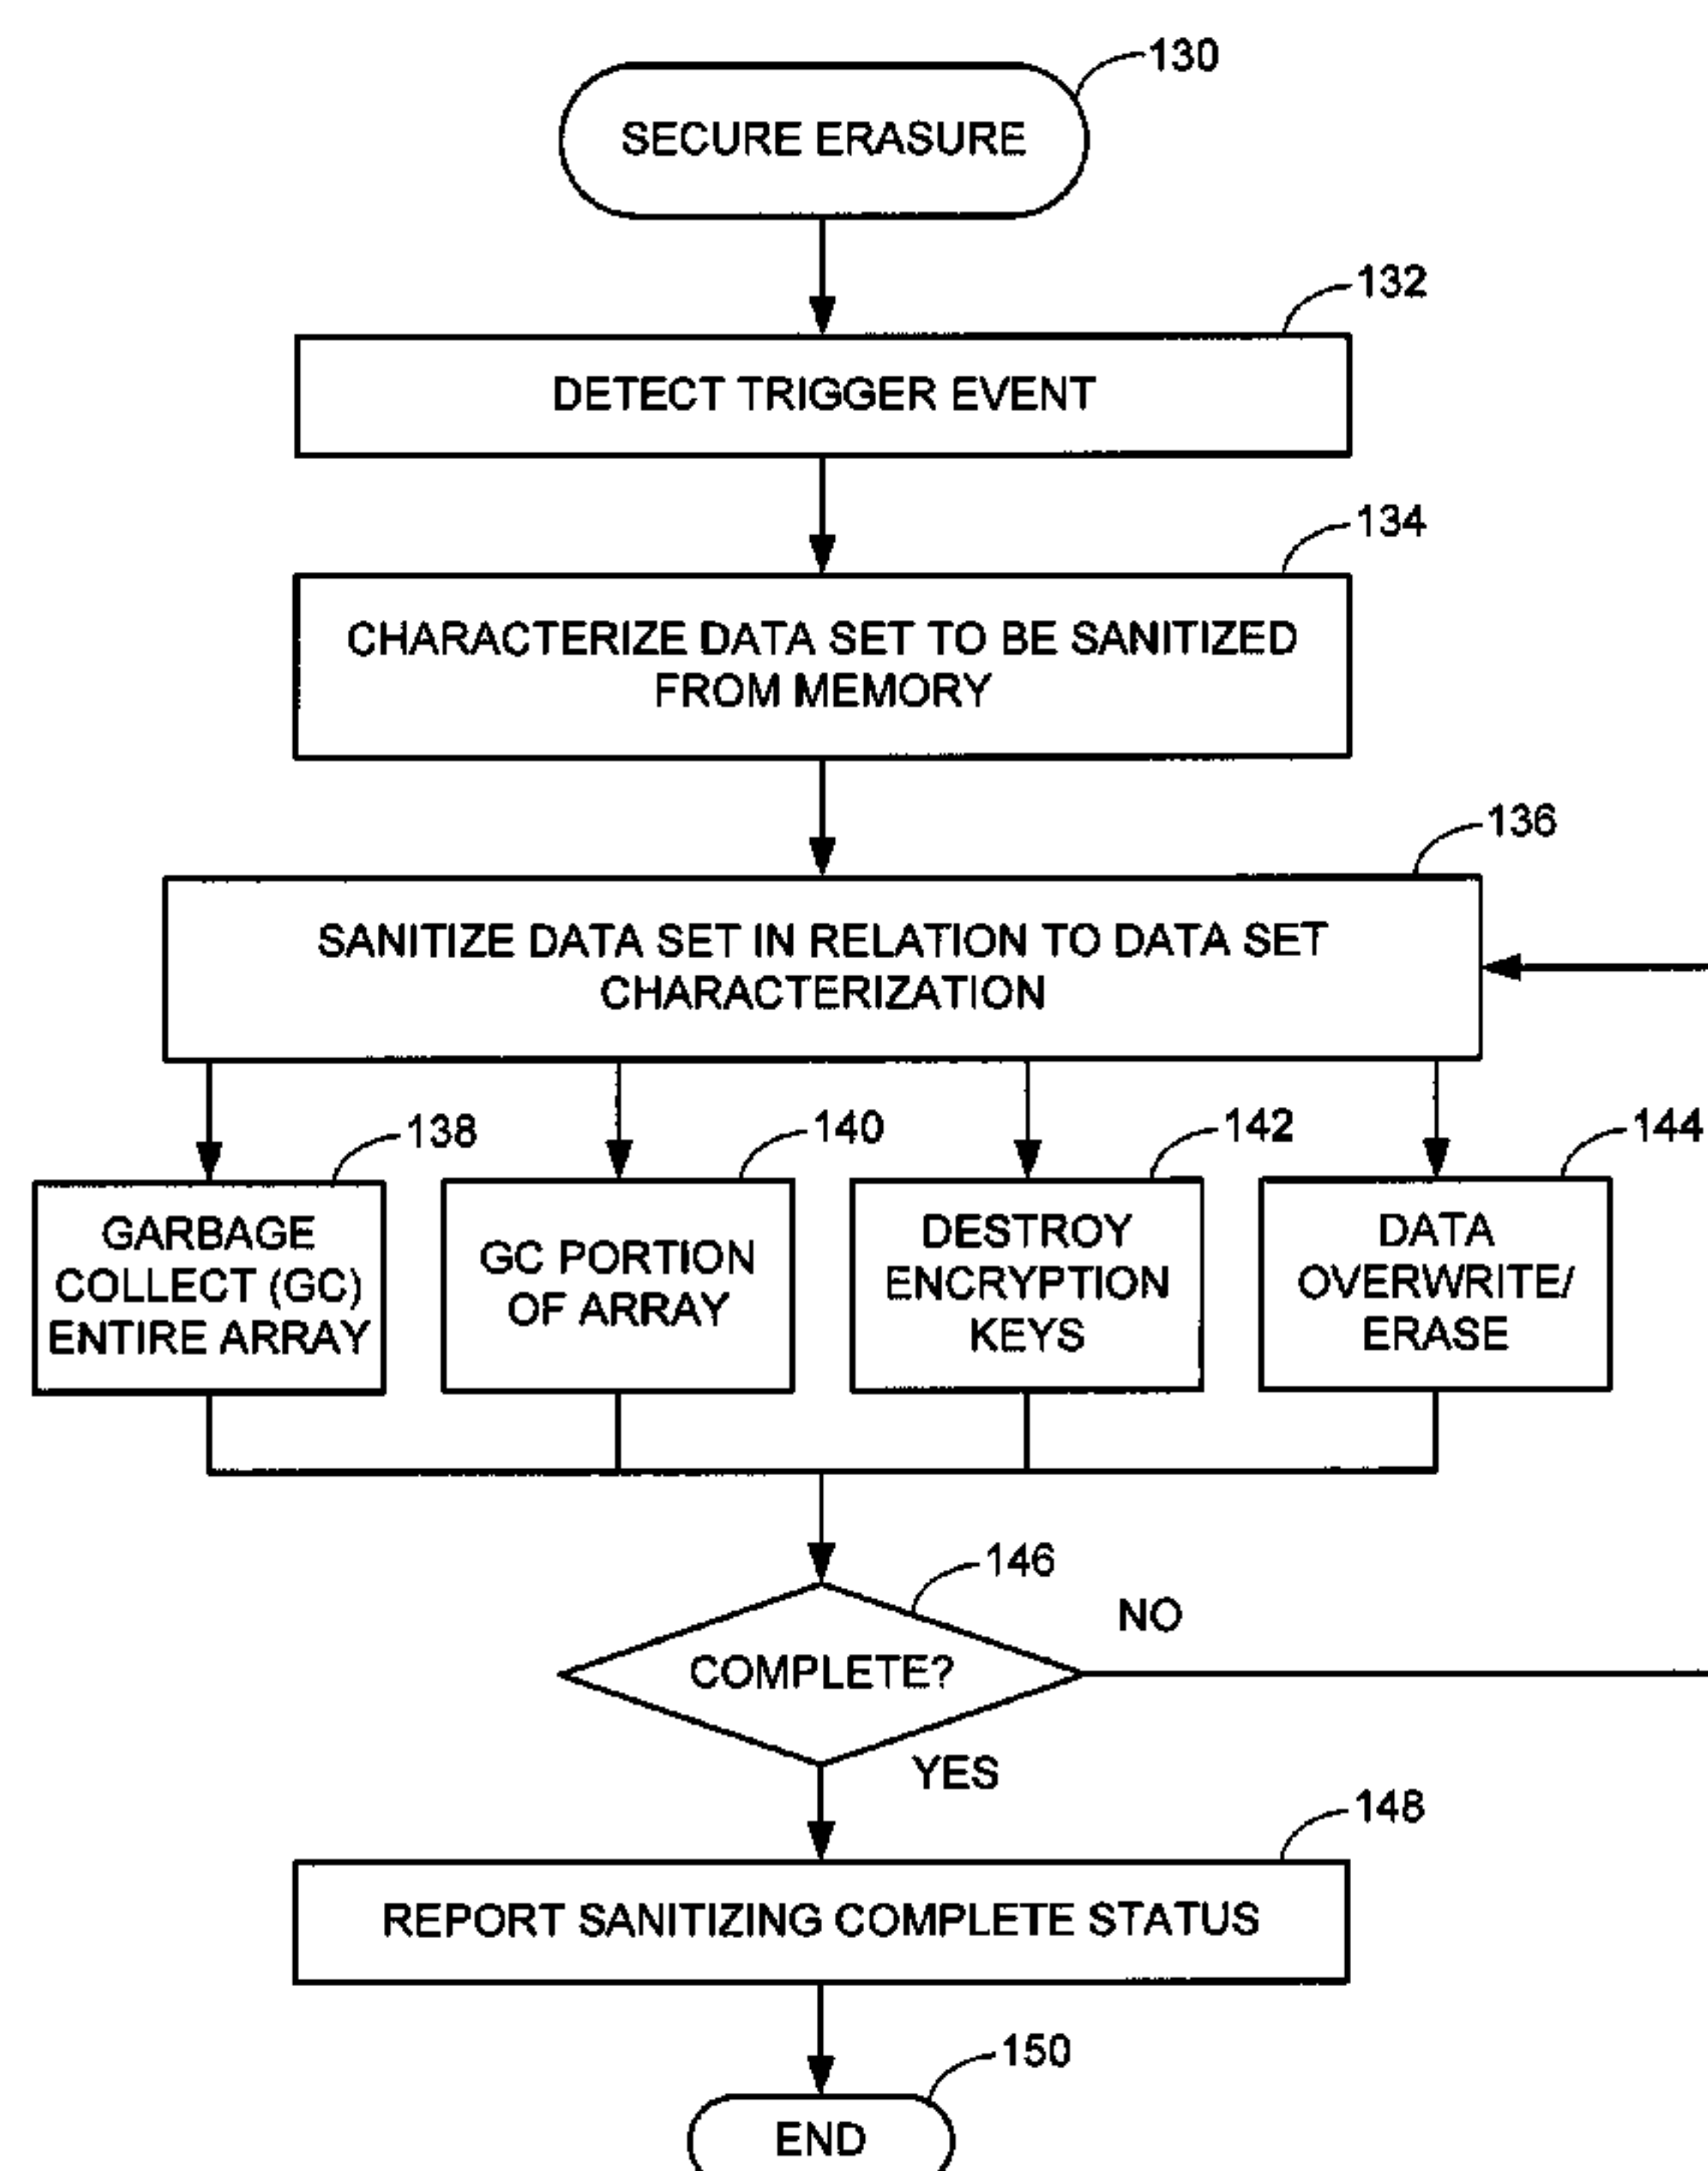 130
SECURE ERASURE
132
DETECT TRIGGER EVENT
134
CHARACTERIZE DATA SET TO BE SANITIZED
FROM MEMORY
136
SANITIZE DATA SET IN RELATION TO DATA SET
CHARACTERIZATION
138
GARBAGE
COLLECT (GC)
ENTIRE ARRAY
140
GC PORTION
OF ARRAY
142
DESTROY
ENCRYPTION
KEYS
144
DATA
OVERWRITE/
ERASE
146
COMPLETE?
NO
YES
148
REPORT SANITIZING COMPLETE STATUS
150
END